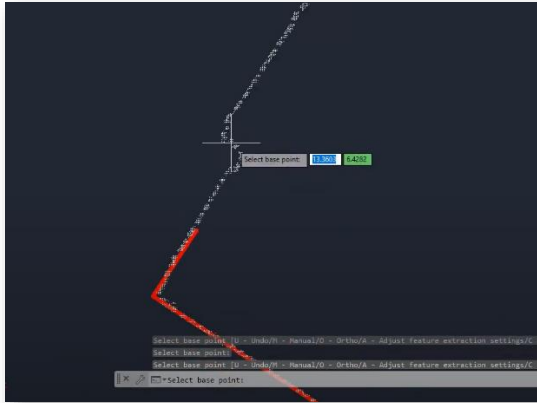 Select base point: 13.3603 6.4282
Select base point [U - Undo/M - Manual/O - Ortho/A - Adjust feature extraction settings/C
Select base point:
Select base point [U - Undo/M - Manual/O - Ortho/A - Adjust feature extraction settings/C
Select base point: